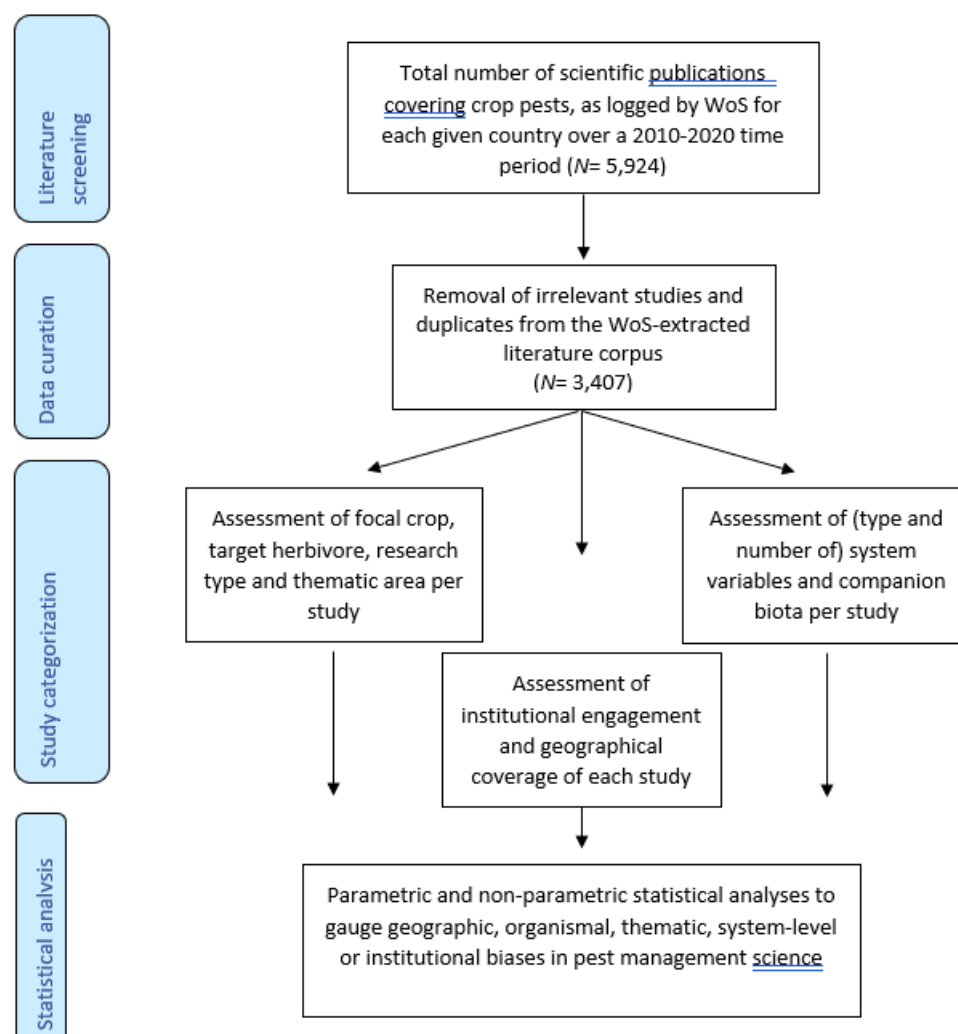 Literature
screening
Total number of scientific publications
covering crop pests, as logged by WoS for
each given country over a 2010-2020 time
period (N= 5,924)
Data curation
Removal of irrelevant studies and
duplicates from the WoS-extracted
literature corpus
(N= 3,407)
Study categorization
Assessment of focal crop,
target herbivore, research
type and thematic area per
study
Assessment of (type and
number of) system
variables and companion
biota per study
Assessment of
institutional engagement
and geographical
coverage of each study
Statistical analysis
Parametric and non-parametric statistical analyses to
gauge geographic, organismal, thematic, system-level
or institutional biases in pest management science